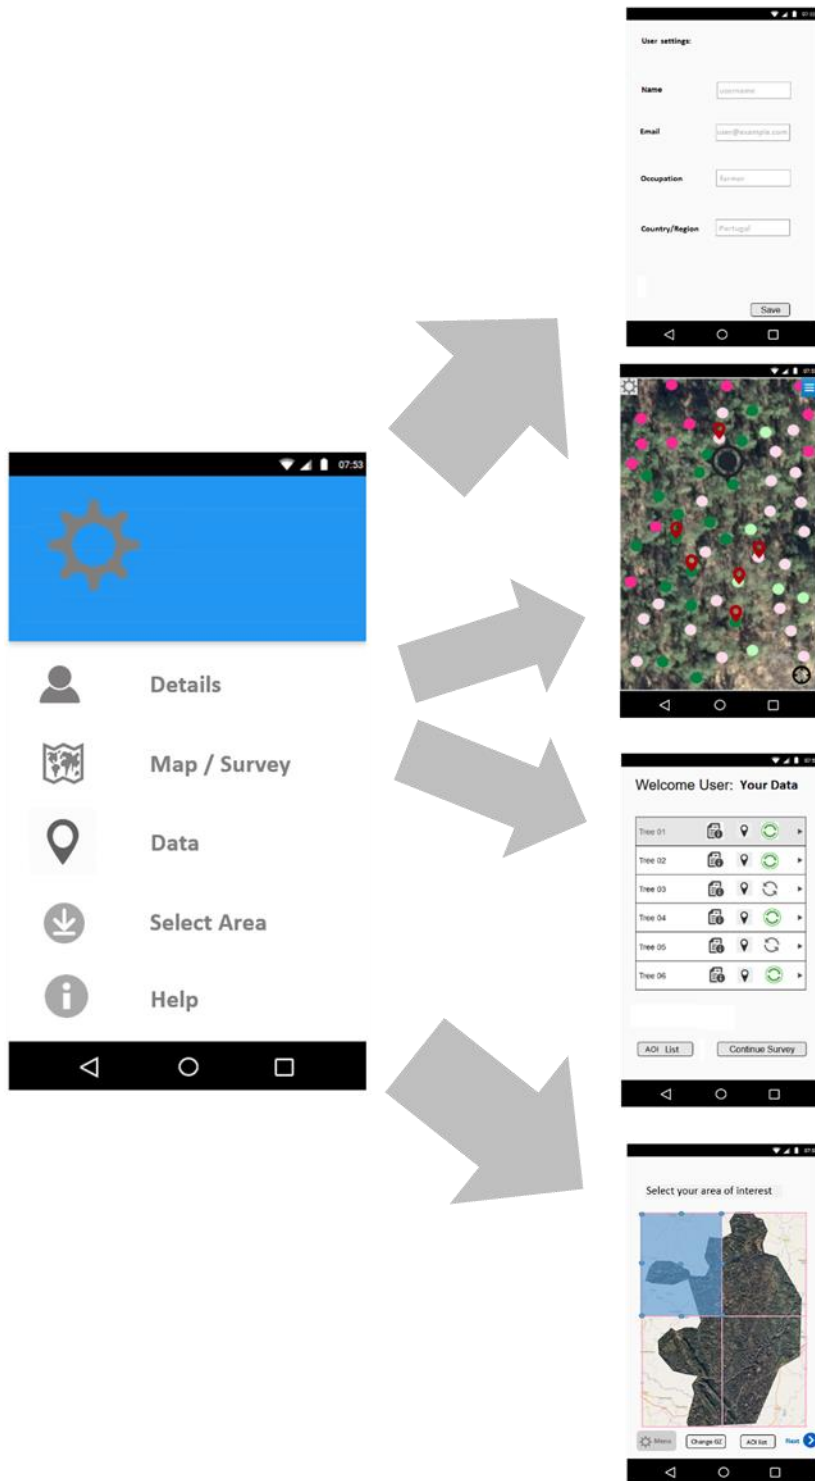 07:53
Details
Map / Survey
Data
Select Area
Help
User settings:
Name username
Email user@example.com
Occupation Farmer
Country/Region Portugal
Save
Welcome User: Your Data
Tree 01
Tree 02
Tree 03
Tree 04
Tree 05
Tree 06
AOI List Continue Survey
Select your area of interest
Menu Change GZ AOI list Next